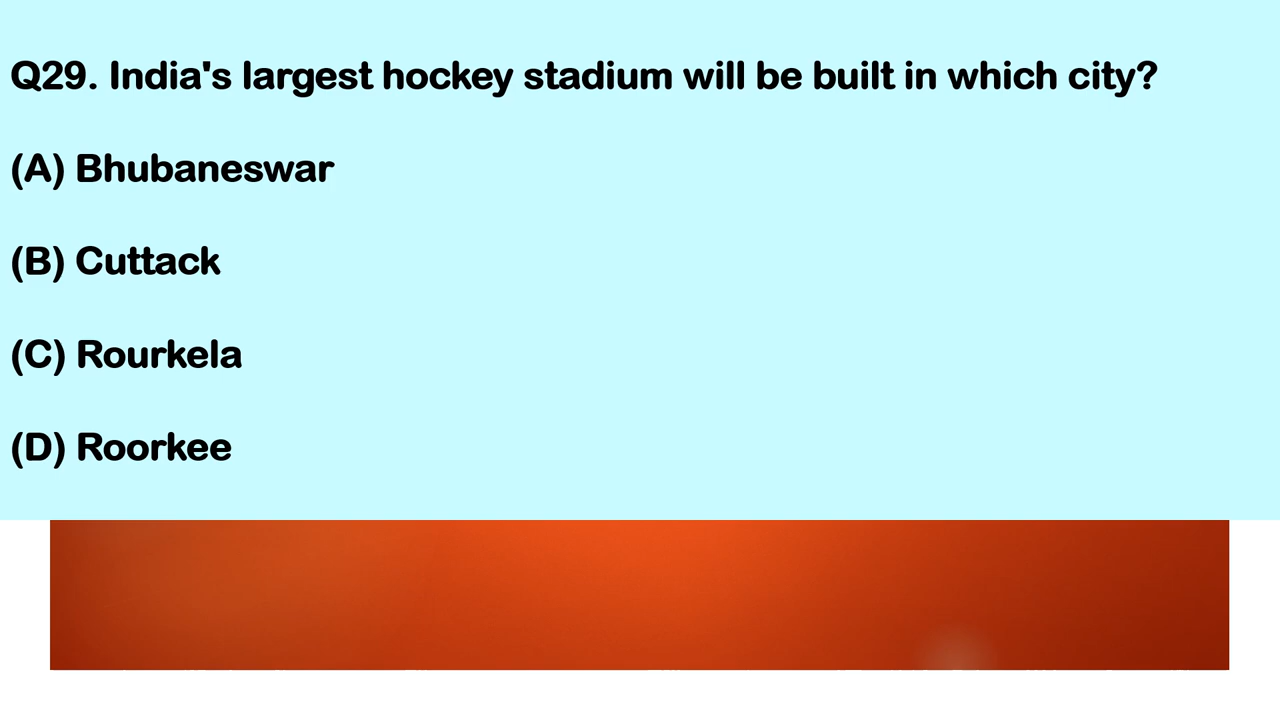 Q29. India's largest hockey stadium will be built in which city?
(A) Bhubaneswar
(B) Cuttack
(C) Rourkela
(D) Roorkee